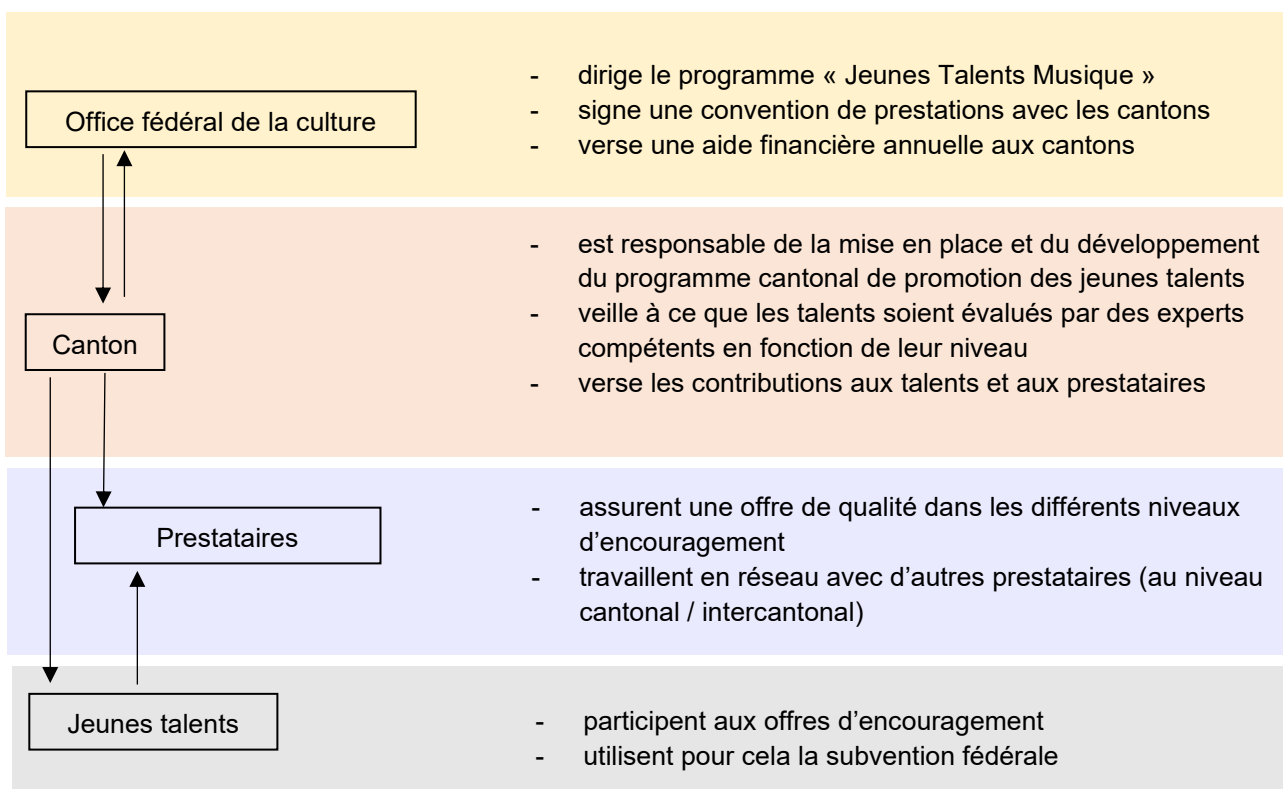 Office fédéral de la culture
- dirige le programme « Jeunes Talents Musique »
- signe une convention de prestations avec les cantons
- verse une aide financière annuelle aux cantons
Canton
- est responsable de la mise en place et du développement
du programme cantonal de promotion des jeunes talents
- veille à ce que les talents soient évalués par des experts
compétents en fonction de leur niveau
- verse les contributions aux talents et aux prestataires
Prestataires
- assurent une offre de qualité dans les différents niveaux
d’encouragement
- travaillent en réseau avec d’autres prestataires (au niveau
cantonal / intercantonal)
Jeunes talents
- participent aux offres d’encouragement
- utilisent pour cela la subvention fédérale